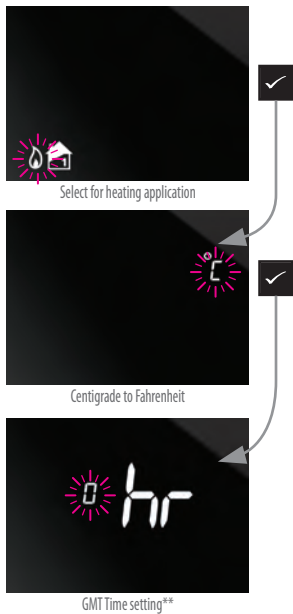 Select for heating application
°C
Centigrade to Fahrenheit
0 hr
GMT Time setting**